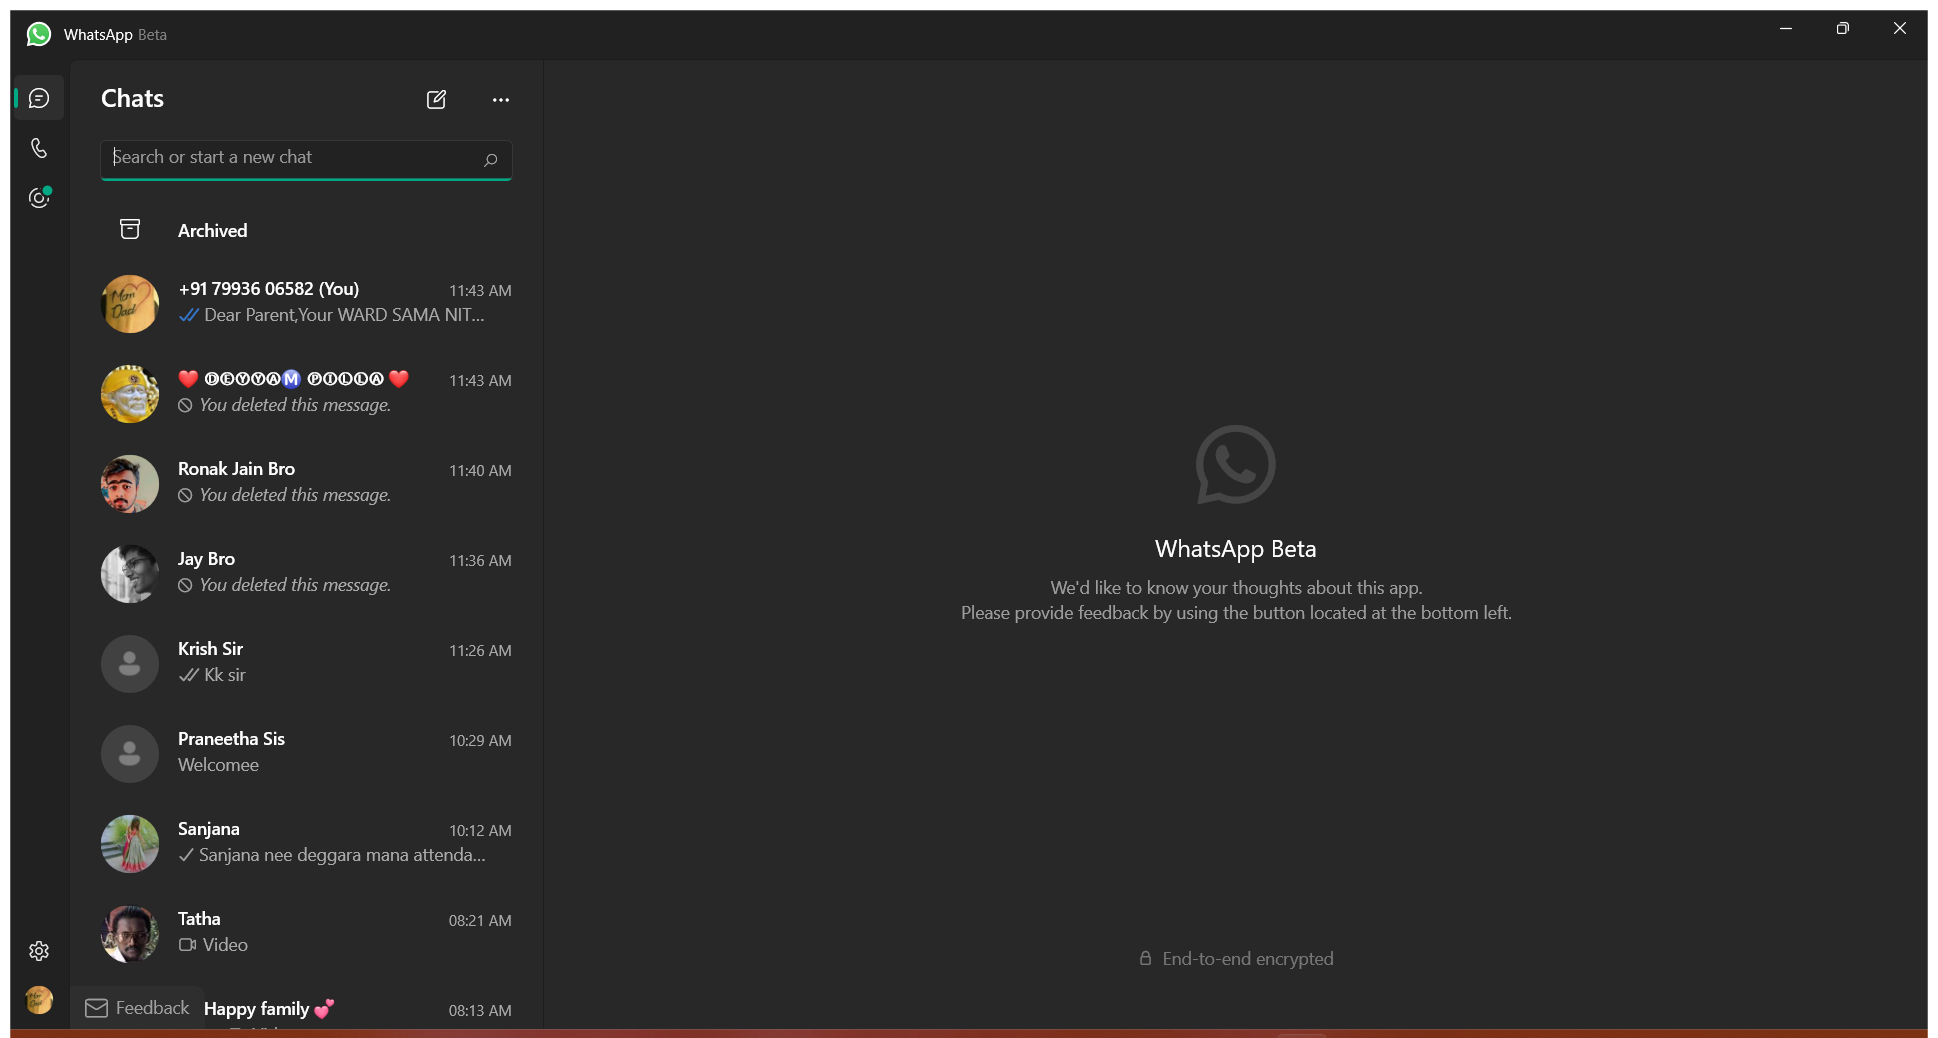 WhatsApp Beta
Chats
Search or start a new chat
Archived
+91 79936 06582 (You) 11:43 AM
Dear Parent,Your WARD SAMA NIT...
❤️ ⒹⒺⓎⓎⒶⓂ️ ⓅⒾⓁⓁⒶ ❤️ 11:43 AM
You deleted this message.
Ronak Jain Bro 11:40 AM
You deleted this message.
Jay Bro 11:36 AM
You deleted this message.
Krish Sir 11:26 AM
Kk sir
Praneetha Sis 10:29 AM
Welcomee
Sanjana 10:12 AM
Sanjana nee deggara mana attenda...
Tatha 08:21 AM
Video
Happy family 💕 08:13 AM
Feedback
WhatsApp Beta
We'd like to know your thoughts about this app.
Please provide feedback by using the button located at the bottom left.
End-to-end encrypted